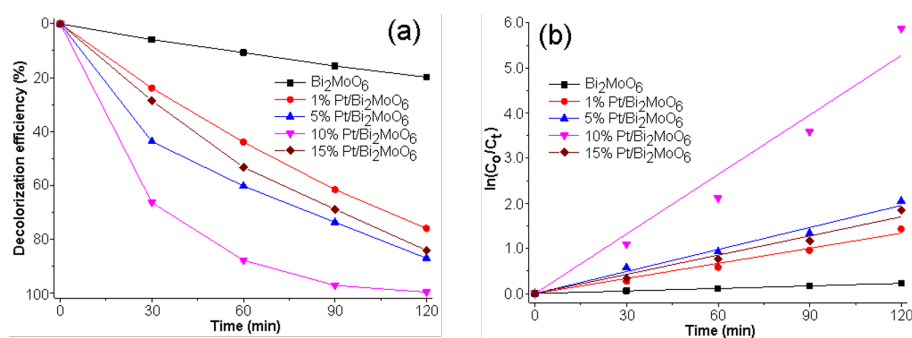 (a)
Decolorization efficiency (%)
0
20
40
60
80
100
Bi₂MoO₆
1% Pt/Bi₂MoO₆
5% Pt/Bi₂MoO₆
10% Pt/Bi₂MoO₆
15% Pt/Bi₂MoO₆
0 30 60 90 120
Time (min)
(b)
ln(Cₒ/Cₜ)
6.0
5.0
4.0
3.0
2.0
1.0
0.0
Bi₂MoO₆
1% Pt/Bi₂MoO₆
5% Pt/Bi₂MoO₆
10% Pt/Bi₂MoO₆
15% Pt/Bi₂MoO₆
0 30 60 90 120
Time (min)